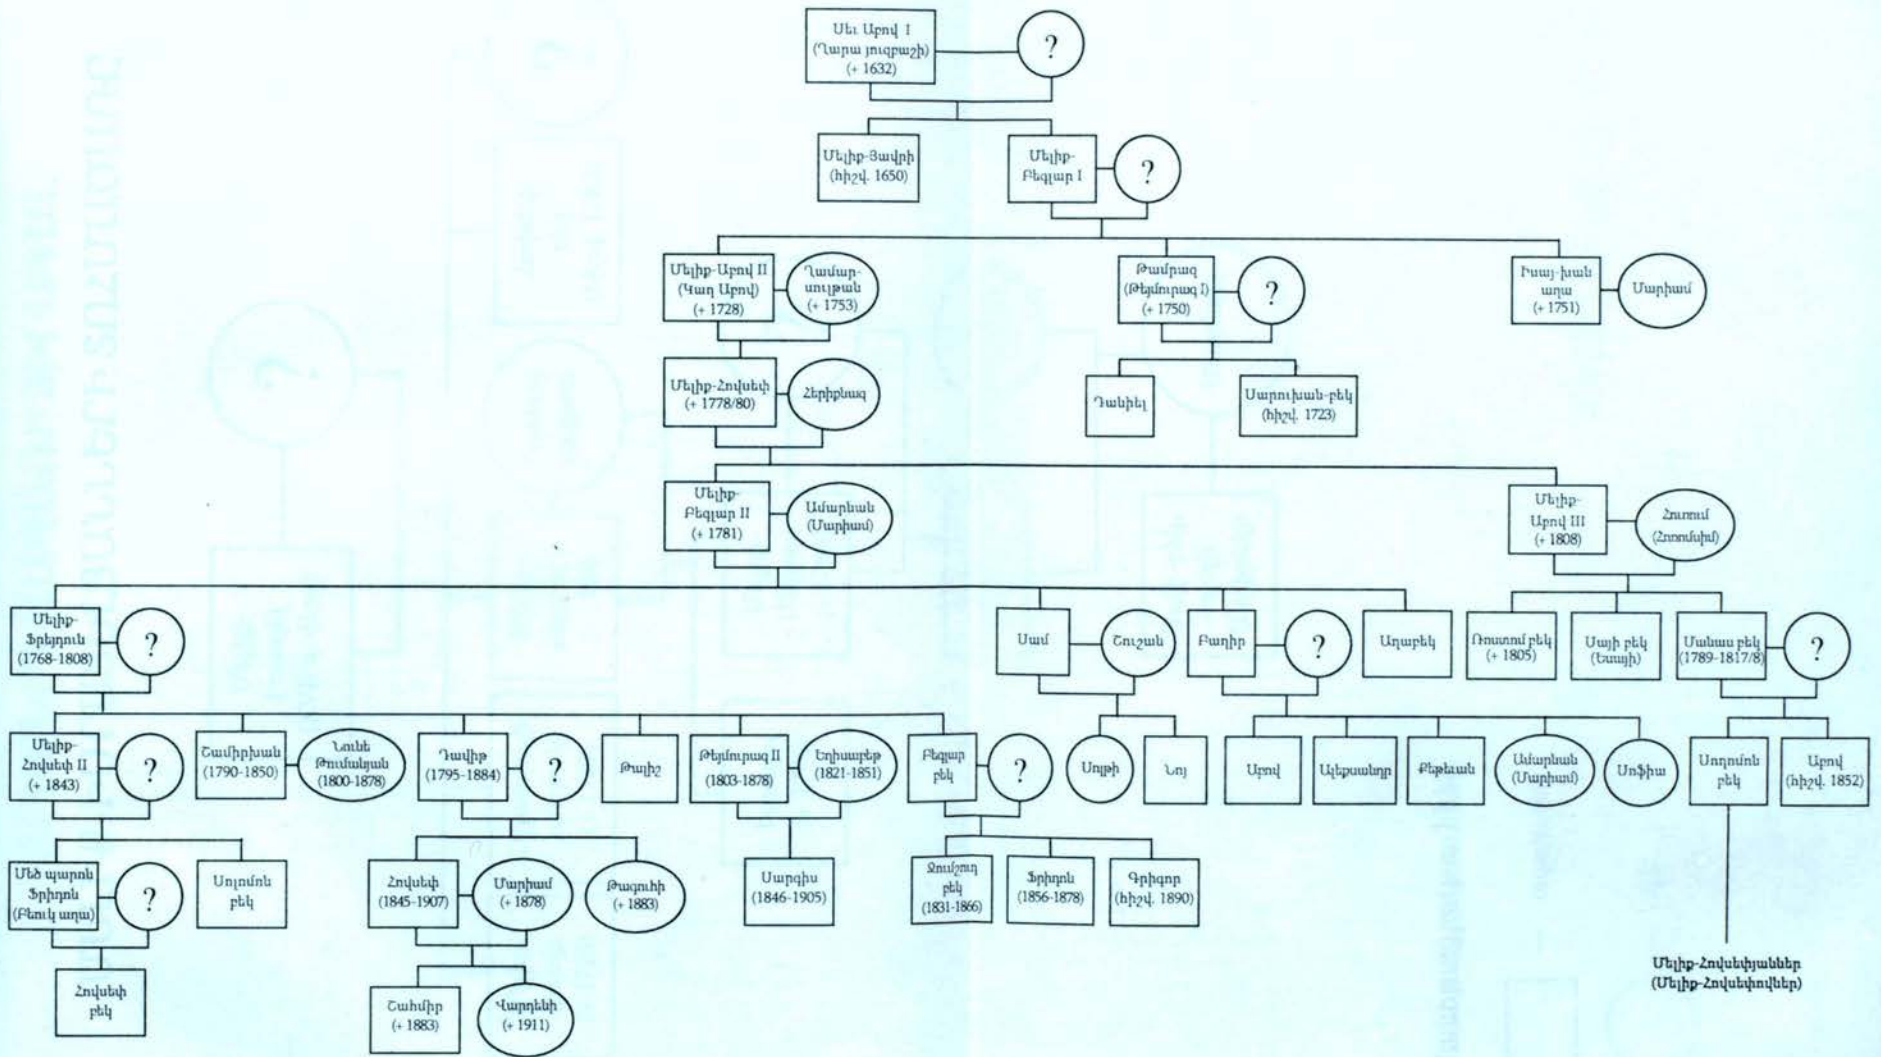 Սեւ Աբով I
(Ղարա յուզբաշի)
(+ 1632)
?
Մելիք-Յավրի
(հիշվ. 1650)
Մելիք-
Բեգլար I
?
Մելիք-Աբով II
(Կաղ Աբով)
(+ 1728)
Ղամար-
սուլթան
(+ 1753)
Թամրազ
(Թեյմուրազ I)
(+ 1750)
?
Իսայ-խան
աղա
(+ 1751)
Մարիամ
Մելիք-Հովսեփ
(+ 1778/80)
Հերիքնազ
Դանիել
Սարուխան-բեկ
(հիշվ. 1723)
Մելիք-
Բեգլար II
(+ 1781)
Ամարնան
(Մարիամ)
Մելիք-
Աբով III
(+ 1808)
Հուռում
(Հռոմսիմ)
Մելիք-
Ֆրեյդուն
(1768-1808)
?
Սամ
Շուշան
Բաղիր
?
Աղաբեկ
Ռոստոմ բեկ
(+ 1805)
Սայի բեկ
(Եսայի)
Մանաս բեկ
(1789-1817/8)
?
Մելիք-
Հովսեփ II
(+ 1843)
?
Շամիրխան
(1790-1850)
Նունե
Թումանյան
(1800-1878)
Դավիթ
(1795-1884)
?
Թալիշ
Թեյմուրազ II
(1803-1878)
Եղիսաբեթ
(1821-1851)
Բեգլար
բեկ
?
Սոլթի
Նոյ
Աբով
Ալեքսանդր
Քեթեւան
Ամարնան
(Մարիամ)
Սոֆիա
Սողոմոն
բեկ
Աբով
(հիշվ. 1852)
Մեծ պարոն
Ֆրիդոն
(Բեուկ աղա)
?
Սոլոմոն
բեկ
Հովսեփ
(1845-1907)
Մարիամ
(+ 1878)
Թագուհի
(+ 1883)
Սարգիս
(1846-1905)
Ջումշուդ
բեկ
(1831-1866)
Ֆրիդոն
(1856-1878)
Գրիգոր
(հիշվ. 1890)
Հովսեփ
բեկ
Շահմիր
(+ 1883)
Վարդենի
(+ 1911)
Մելիք-Հովսեփյաններ
(Մելիք-Հովսեփովներ)